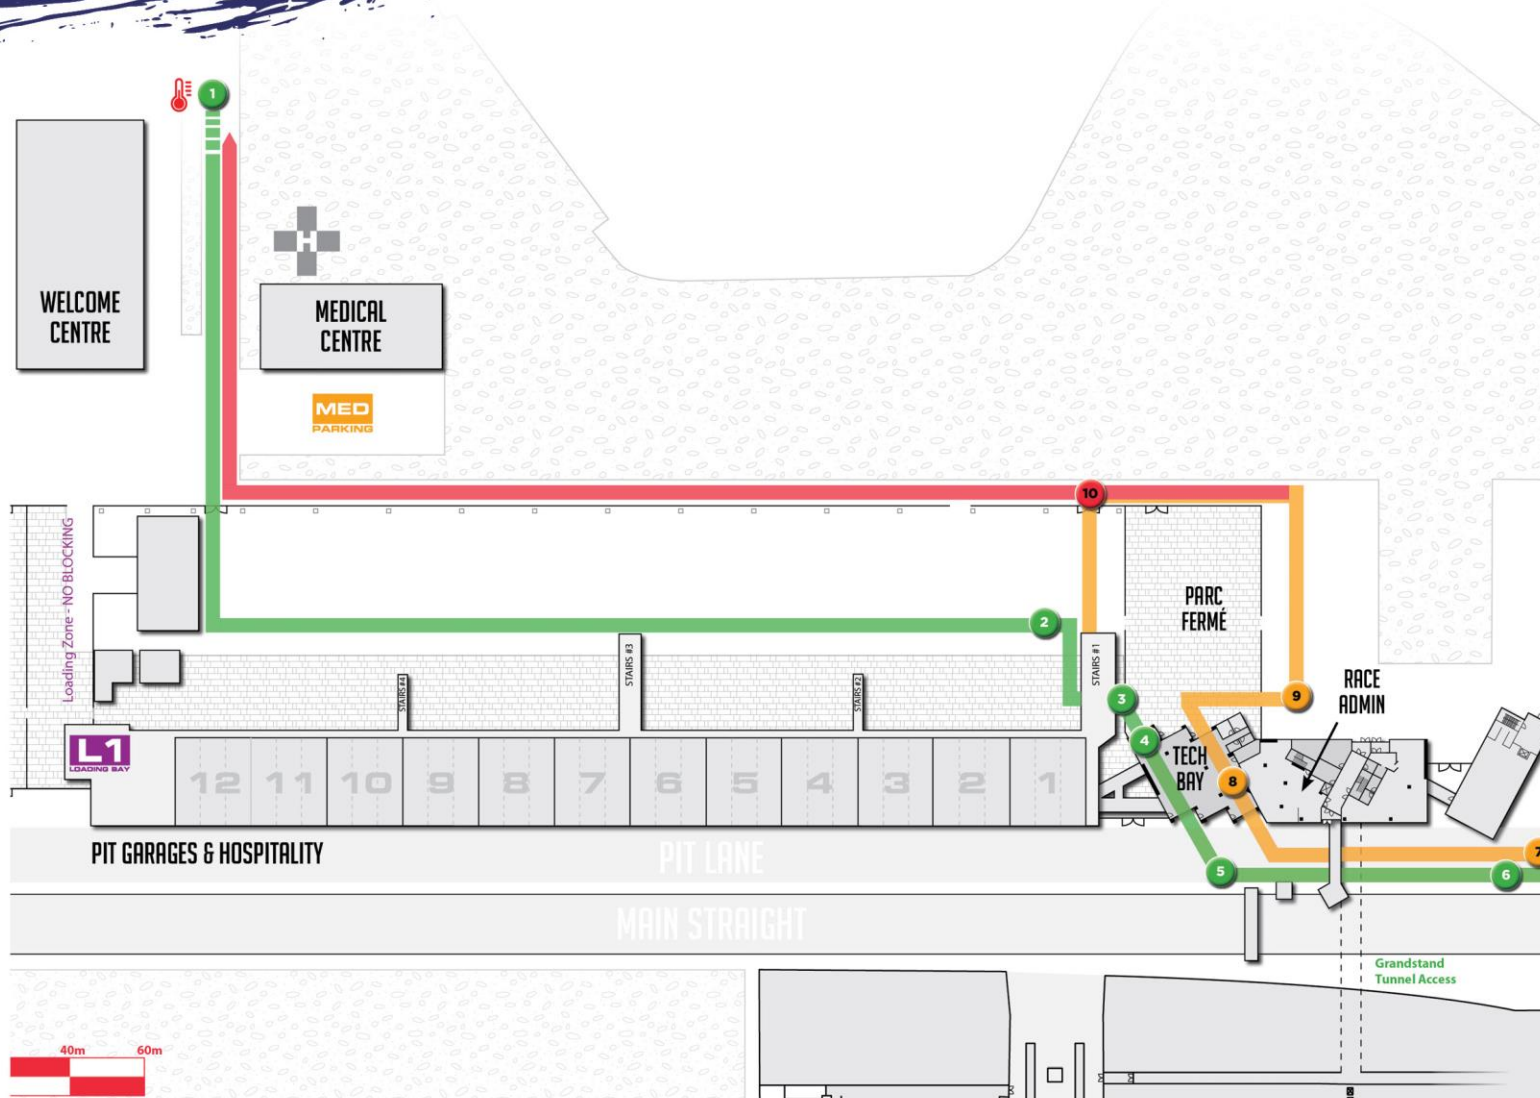 1
WELCOME
CENTRE
H
MEDICAL
CENTRE
MED
PARKING
10
Loading Zone - NO BLOCKING
2
PARC
FERMÉ
STAIRS #4
STAIRS #3
STAIRS #2
STAIRS #1
3
9
RACE
ADMIN
4
TECH
BAY
8
L1
LOADING BAY
12 11 10 9 8 7 6 5 4 3 2 1
PIT GARAGES & HOSPITALITY
PIT LANE
7
5
6
MAIN STRAIGHT
Grandstand
Tunnel Access
40m 60m